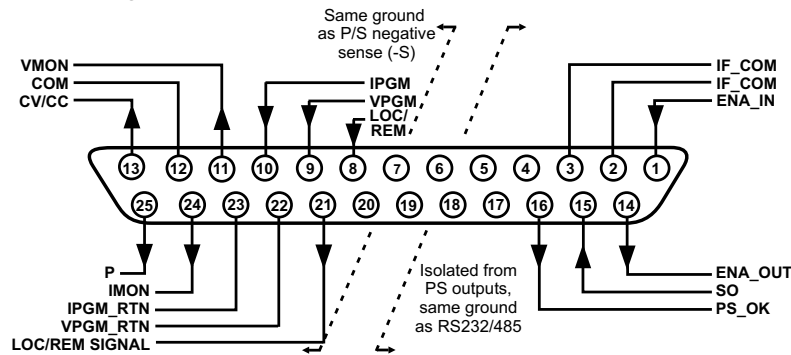 Same ground
as P/S negative
sense (-S)
VMON
COM
CV/CC
IPGM
VPGM
LOC/
REM
IF_COM
IF_COM
ENA_IN
13 12 11 10 9 8 7 6 5 4 3 2 1
25 24 23 22 21 20 19 18 17 16 15 14
P
IMON
IPGM_RTN
VPGM_RTN
LOC/REM SIGNAL
Isolated from
PS outputs,
same ground
as RS232/485
ENA_OUT
SO
PS_OK